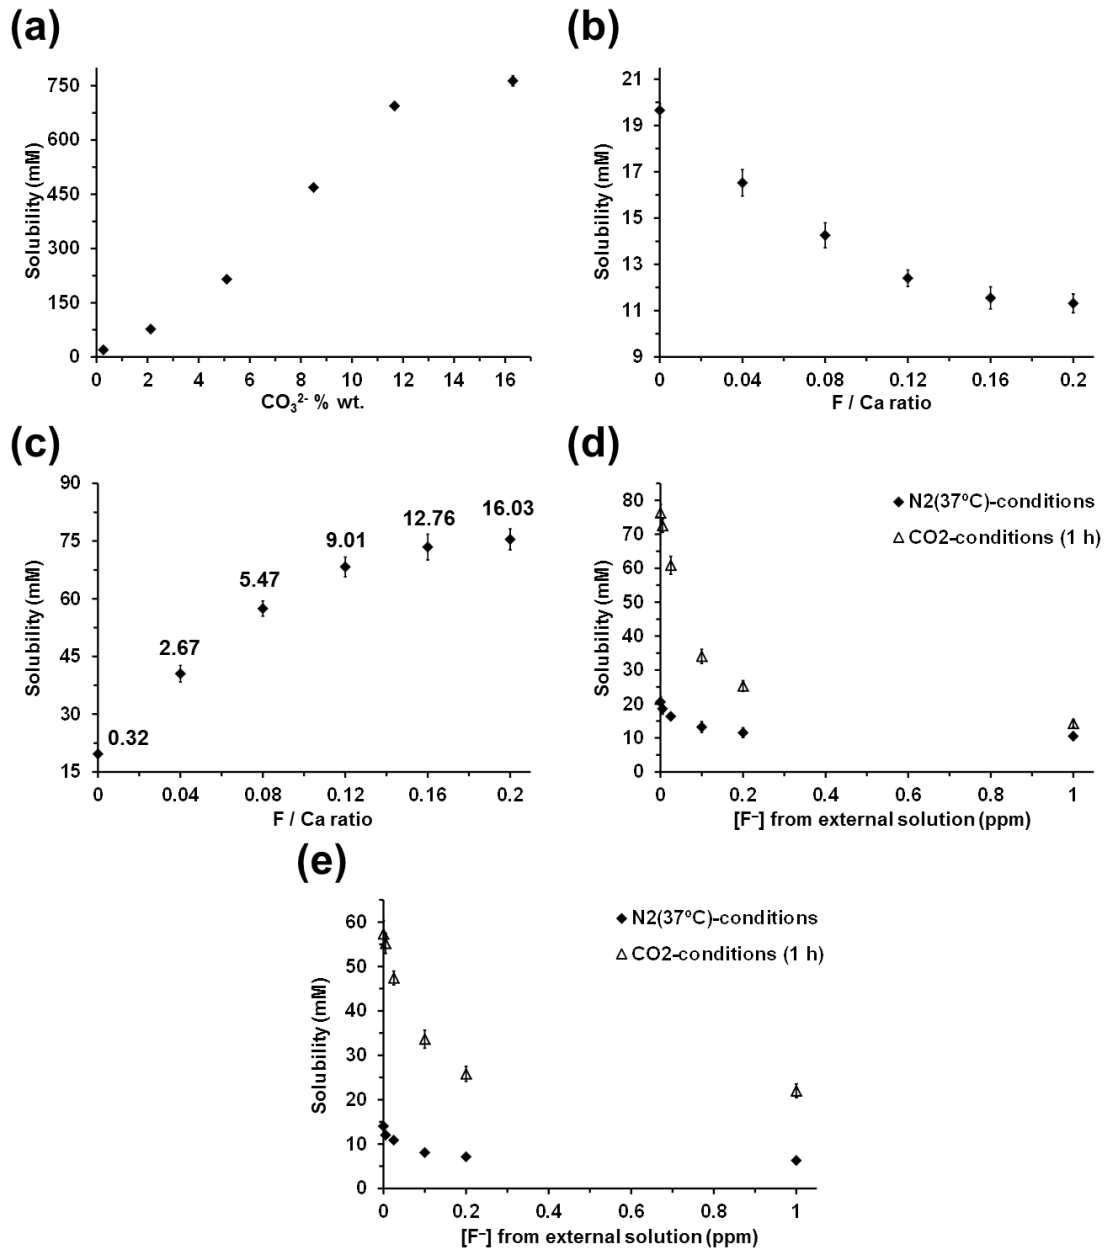 (a)
Solubility (mM)
750
600
450
300
150
0
0 2 4 6 8 10 12 14 16
CO₃²⁻ % wt.
(b)
Solubility (mM)
21
19
17
15
13
11
9
0 0.04 0.08 0.12 0.16 0.2
F / Ca ratio
(c)
Solubility (mM)
90
75
60
45
30
15
0.32
2.67
5.47
9.01
12.76
16.03
0 0.04 0.08 0.12 0.16 0.2
F / Ca ratio
(d)
Solubility (mM)
80
70
60
50
40
30
20
10
0
N2(37ºC)-conditions
CO2-conditions (1 h)
0 0.2 0.4 0.6 0.8 1
[F⁻] from external solution (ppm)
(e)
Solubility (mM)
60
50
40
30
20
10
0
N2(37ºC)-conditions
CO2-conditions (1 h)
0 0.2 0.4 0.6 0.8 1
[F⁻] from external solution (ppm)